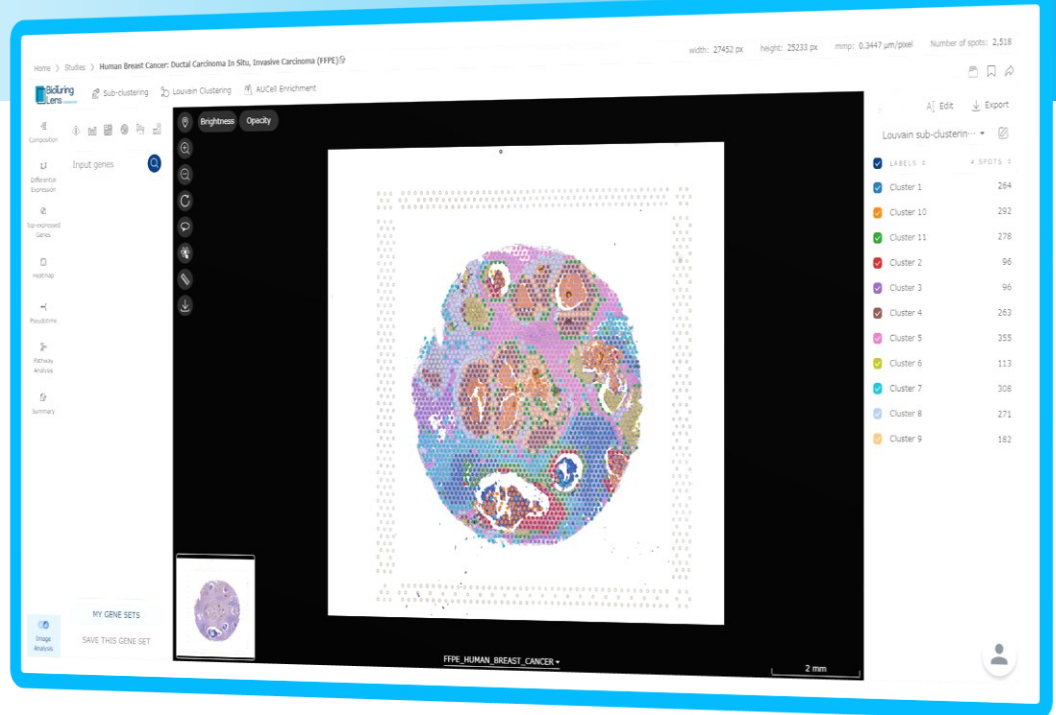 width: 27452 px height: 25233 px mmp: 0.3447 µm/pixel Number of spots: 2,518
Home > Studies > Human Breast Cancer: Ductal Carcinoma In Situ, Invasive Carcinoma (FFPE)
BioTuring Lens
Sub-clustering Louvain Clustering AUCell Enrichment
Edit Export
Composition
Brightness Opacity
Louvain sub-clusterin...
Input genes
LABELS 4 SPOTS
Differential Expression
Cluster 1 264
Top-expressed Genes
Cluster 10 292
Cluster 11 278
Heatmap
Cluster 2 96
Cluster 3 96
Pseudotime
Cluster 4 263
Pathway Analysis
Cluster 5 355
Cluster 6 113
Summary
Cluster 7 308
Cluster 8 271
Cluster 9 182
MY GENE SETS
Image Analysis
SAVE THIS GENE SET
FFPE_HUMAN_BREAST_CANCER
2 mm